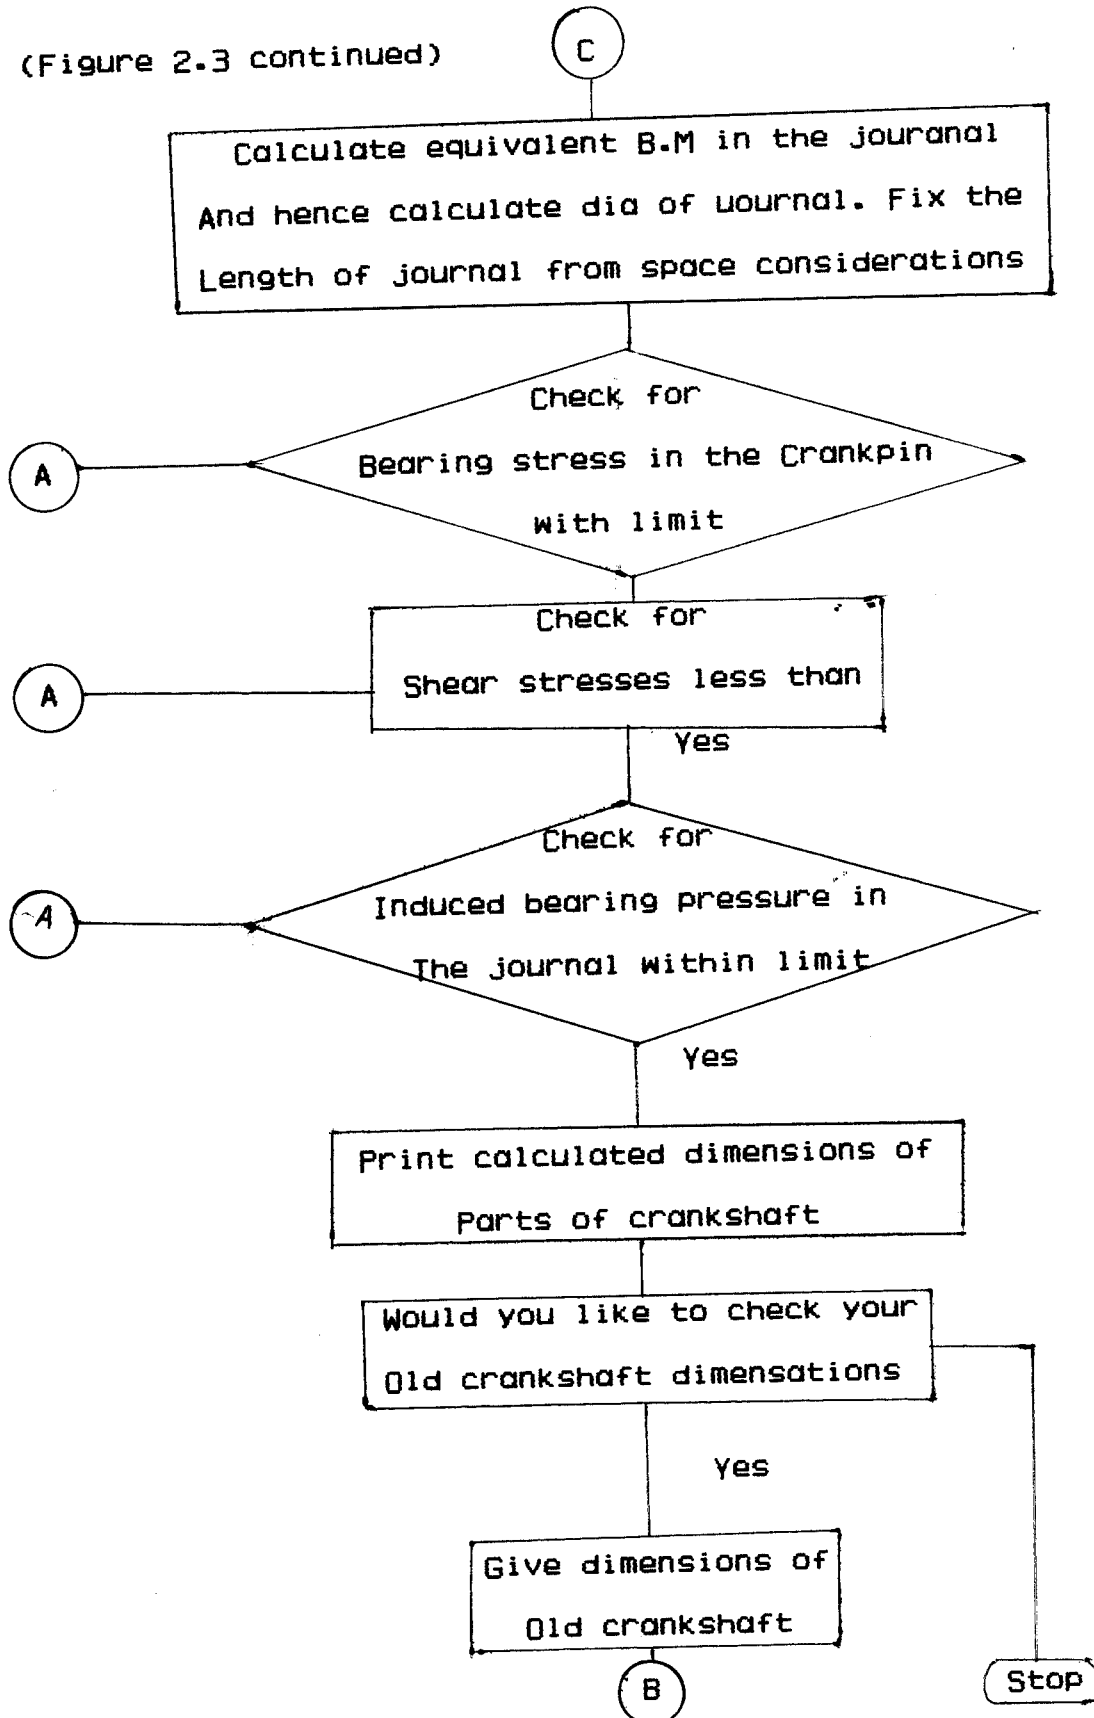 (Figure 2.3 continued)
C
Calculate equivalent B.M in the jouranal
And hence calculate dia of uournal. Fix the
Length of journal from space considerations
Check for
A
Bearing stress in the Crankpin
With limit
Check for
A
Shear stresses less than
Yes
Check for
A
Induced bearing pressure in
The journal Within limit
Yes
Print calculated dimensions of
Parts of crankshaft
Would you like to check your
Old crankshaft dimensations
Yes
Give dimensions of
Old crankshaft
B
Stop